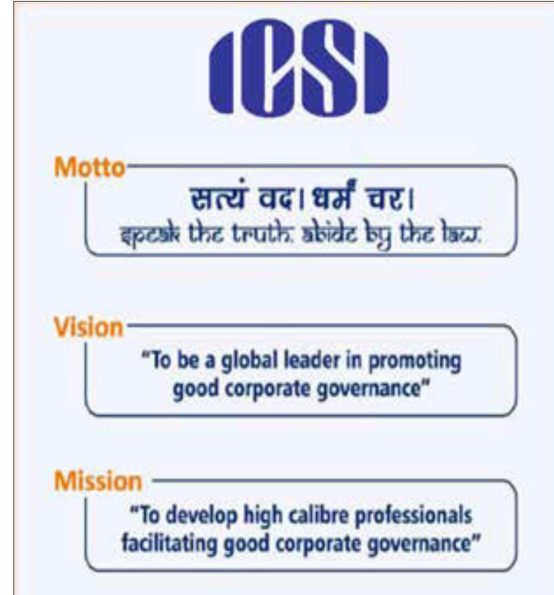 ICSI
Motto
सत्यं वद। धर्मं चर।
speak the truth. abide by the law.
Vision
“To be a global leader in promoting
good corporate governance”
Mission
“To develop high calibre professionals
facilitating good corporate governance”